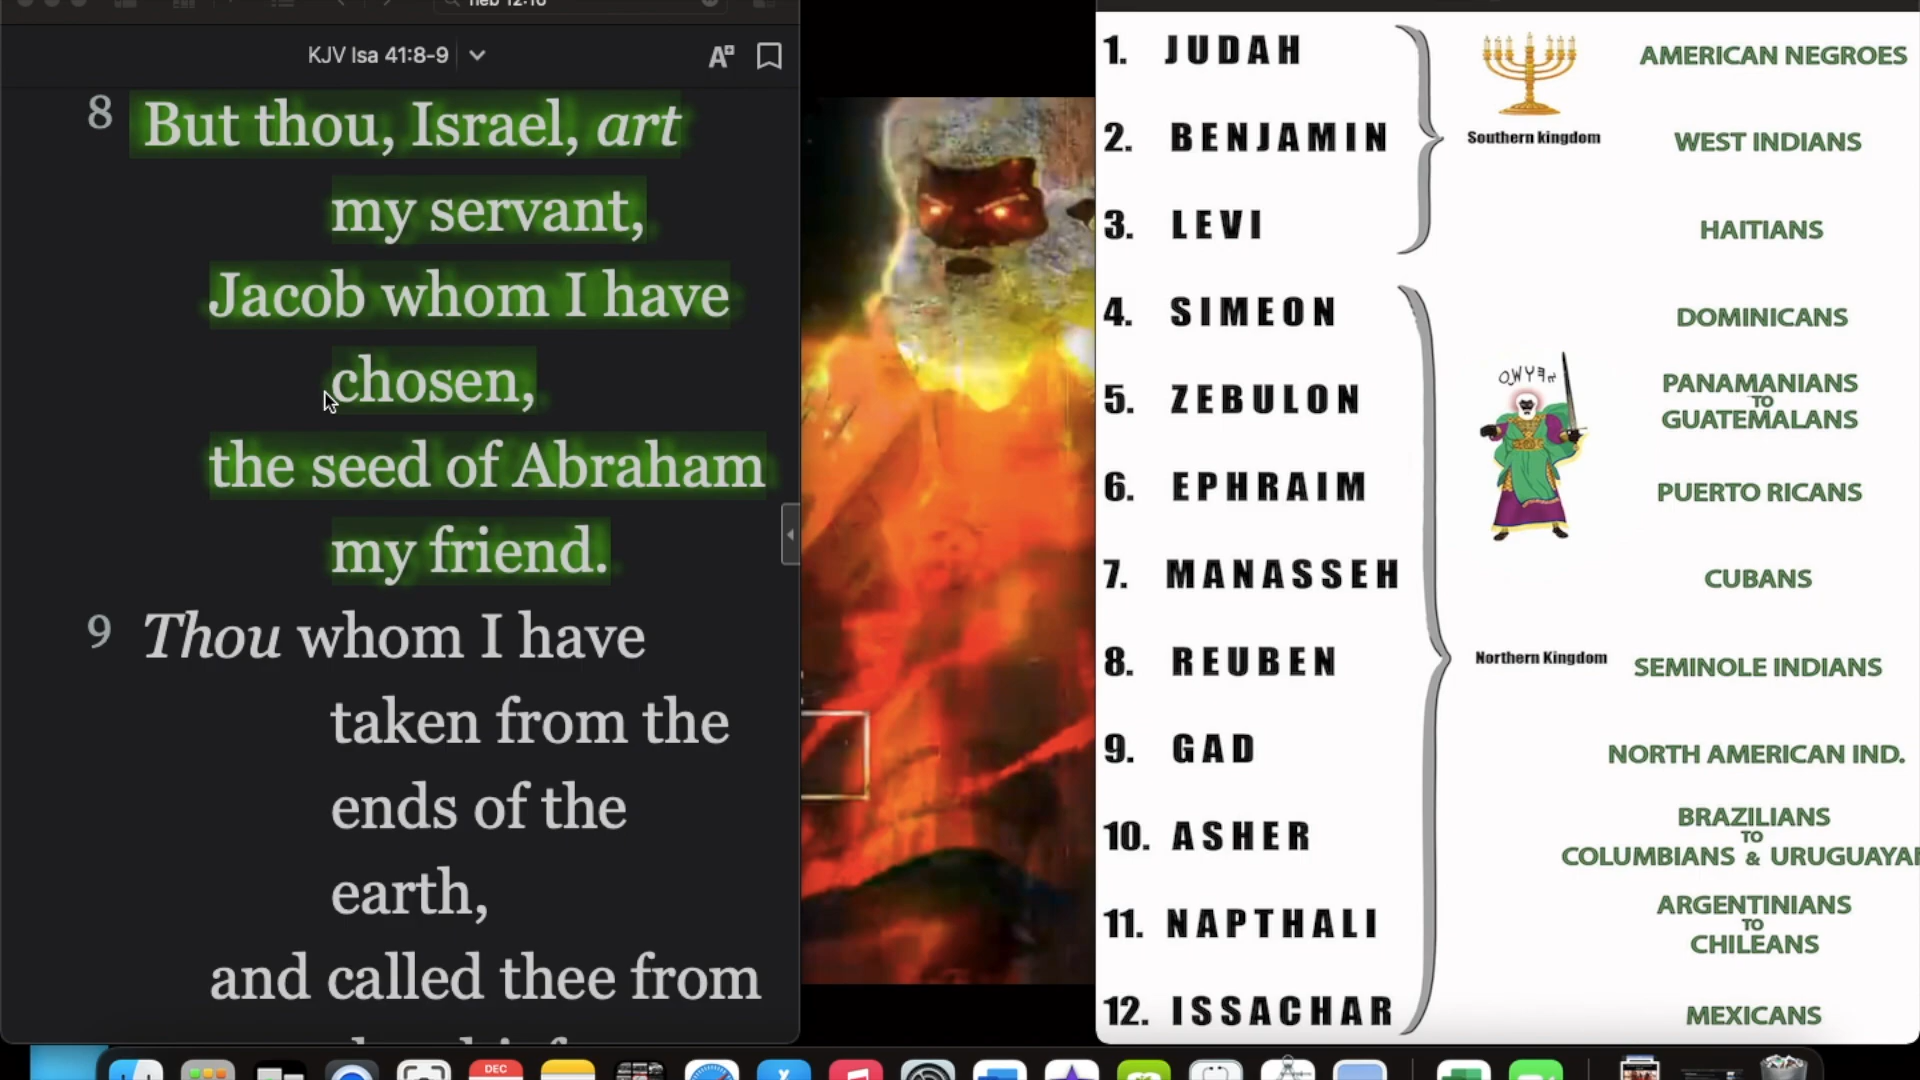 heb 12:16
KJV Isa 41:8-9
8 But thou, Israel, art
my servant,
Jacob whom I have
chosen,
the seed of Abraham
my friend.
9 Thou whom I have
taken from the
ends of the
earth,
and called thee from
1. JUDAH
2. BENJAMIN
3. LEVI
4. SIMEON
5. ZEBULON
6. EPHRAIM
7. MANASSEH
8. REUBEN
9. GAD
10. ASHER
11. NAPTHALI
12. ISSACHAR
Southern kingdom
Northern Kingdom
AMERICAN NEGROES
WEST INDIANS
HAITIANS
DOMINICANS
PANAMANIANS
TO
GUATEMALANS
PUERTO RICANS
CUBANS
SEMINOLE INDIANS
NORTH AMERICAN IND.
BRAZILIANS
TO
COLUMBIANS & URUGUAYA
ARGENTINIANS
TO
CHILEANS
MEXICANS
DEC